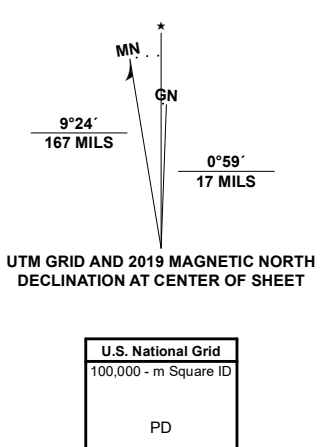 ★
MN
GN
9°24´
167 MILS
0°59´
17 MILS
UTM GRID AND 2019 MAGNETIC NORTH
DECLINATION AT CENTER OF SHEET
U.S. National Grid
100,000 - m Square ID
PD